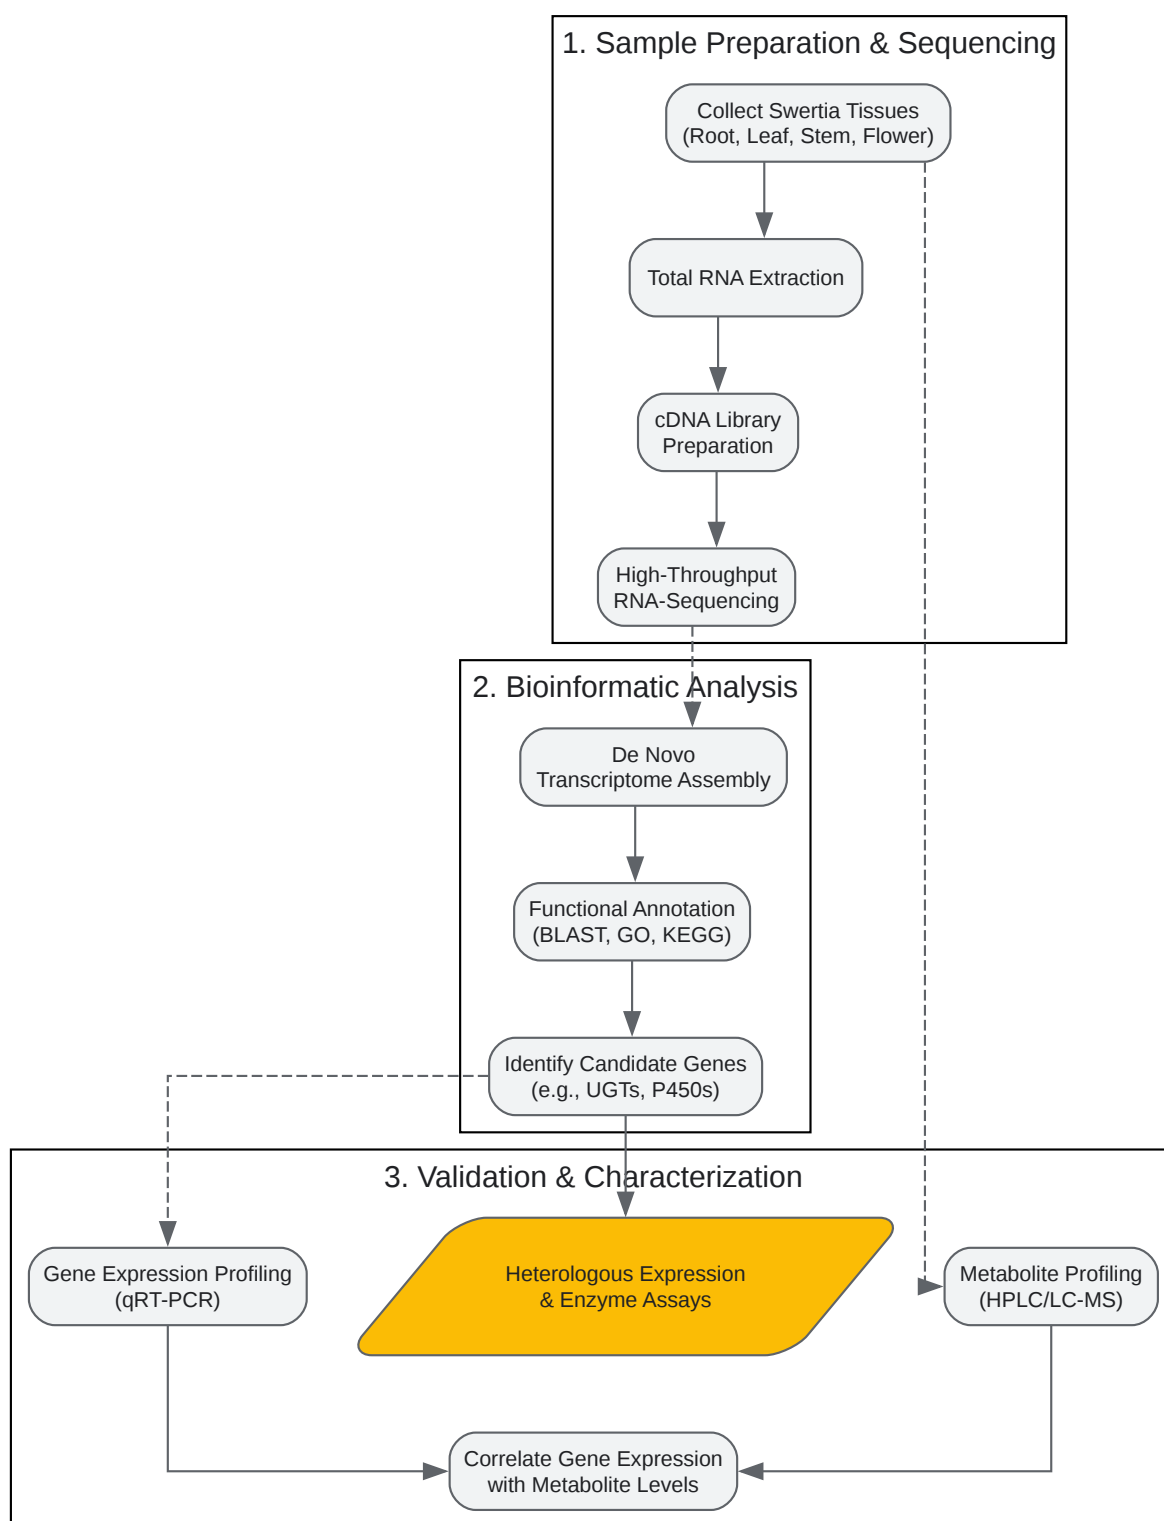 1. Sample Preparation & Sequencing
Collect Swertia Tissues
(Root, Leaf, Stem, Flower)
Total RNA Extraction
cDNA Library
Preparation
High-Throughput
RNA-Sequencing
2. Bioinformatic Analysis
De Novo
Transcriptome Assembly
Functional Annotation
(BLAST, GO, KEGG)
Identify Candidate Genes
(e.g., UGTs, P450s)
3. Validation & Characterization
Gene Expression Profiling
(qRT-PCR)
Heterologous Expression
& Enzyme Assays
Metabolite Profiling
(HPLC/LC-MS)
Correlate Gene Expression
with Metabolite Levels